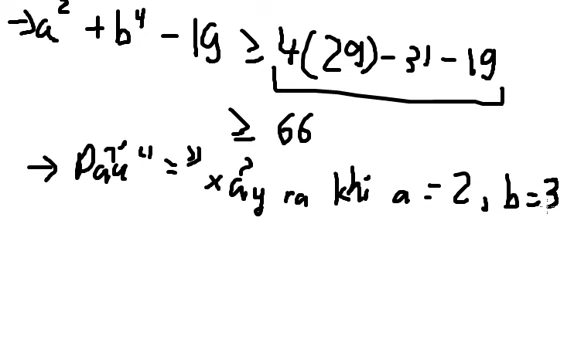 → a² + b⁴ - 19 ≥ 4(29) - 31 - 19
≥ 66
→ Dấu "=" xảy ra khi a = 2, b = 3